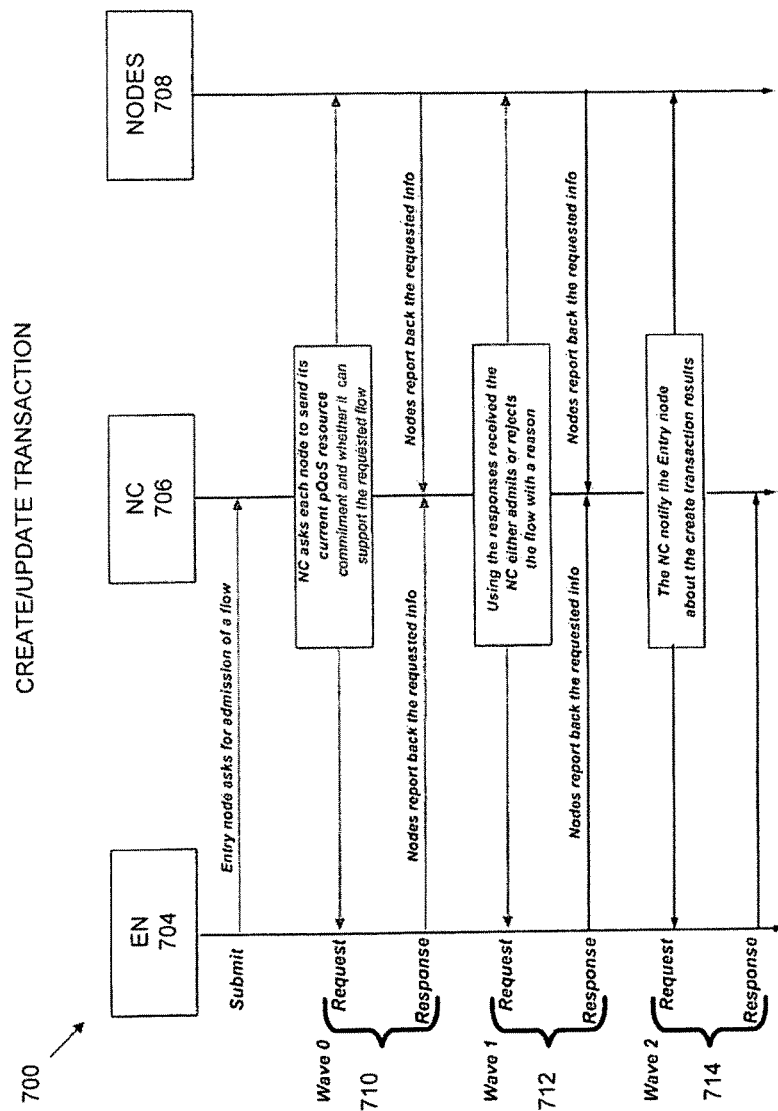 CREATE/UPDATE TRANSACTION
700
EN
704
NC
706
NODES
708
Submit
Entry node asks for admission of a flow
Wave 0
710
Request
NC asks each node to send its
current pQoS resource
commitment and whether it can
support the requested flow
Response
Nodes report back the requested info
Nodes report back the requested info
Wave 1
712
Request
Using the responses received the
NC either admits or rejects
the flow with a reason
Response
Nodes report back the requested info
Nodes report back the requested info
Wave 2
714
Request
The NC notify the Entry node
about the create transaction results
Response